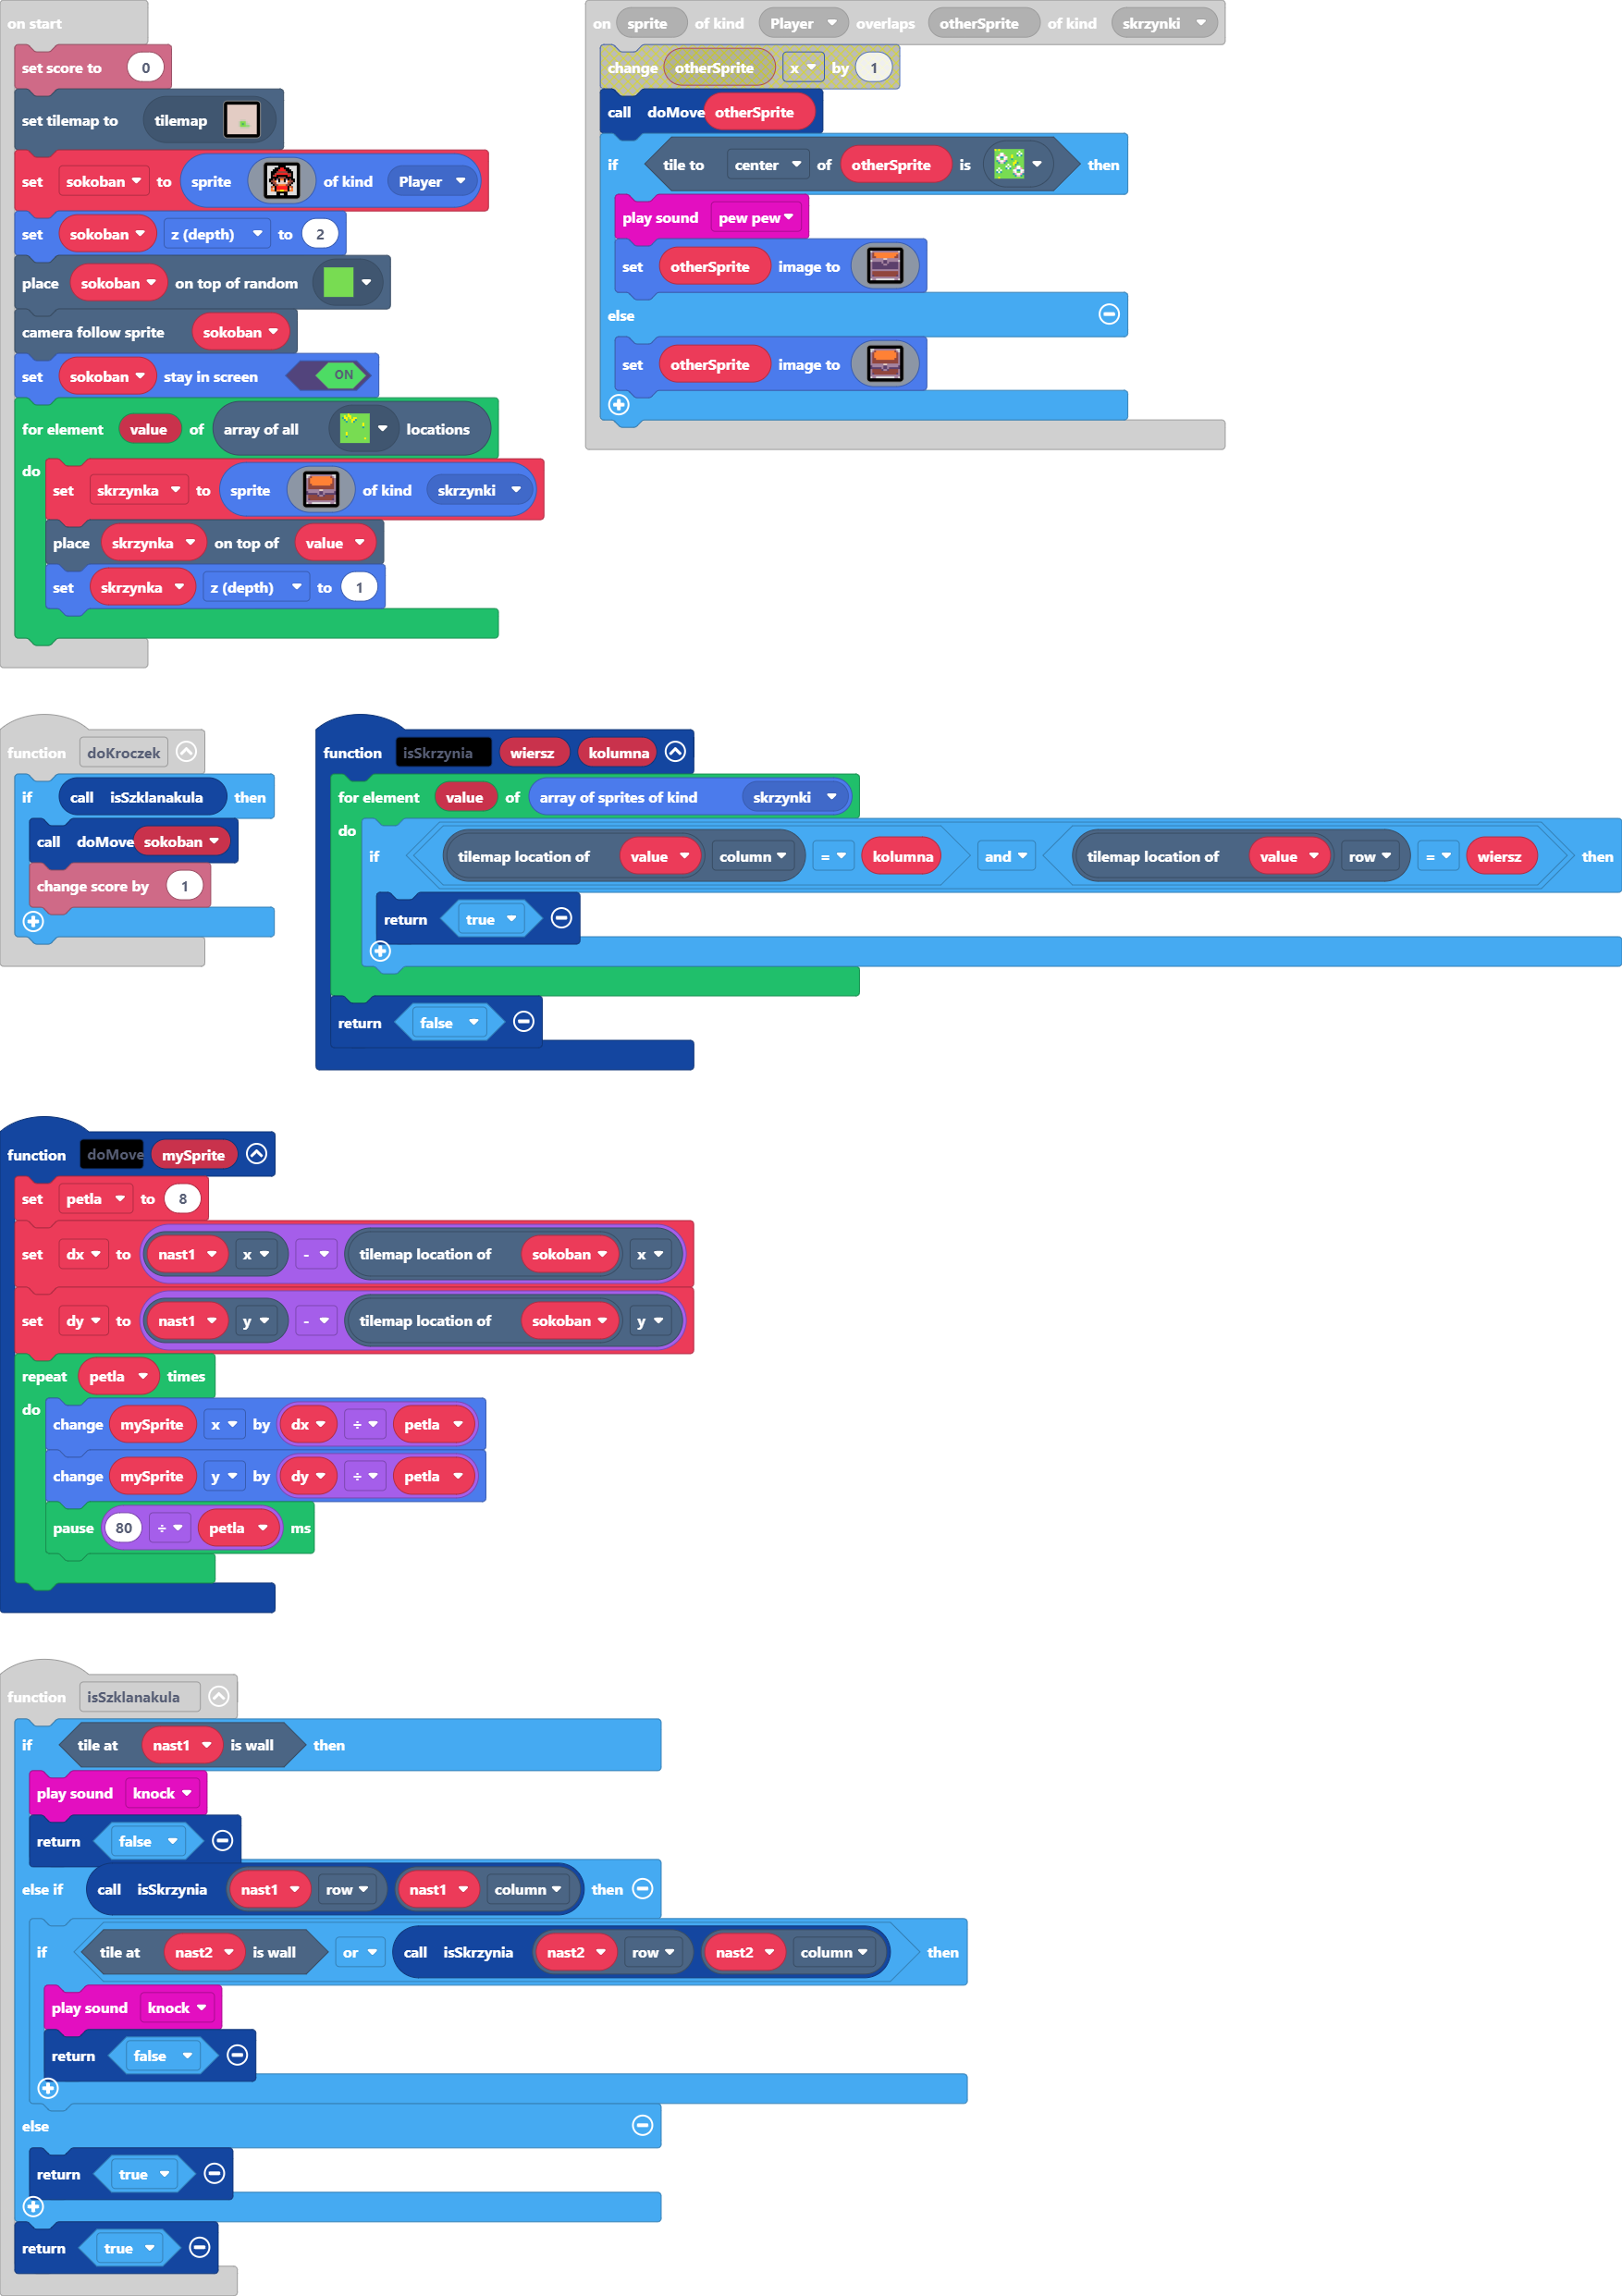 on start
set score to 0
set tilemap to tilemap
set sokoban to sprite of kind Player
set sokoban z (depth) to 2
place sokoban on top of random
camera follow sprite sokoban
set sokoban stay in screen ON
for element value of array of all locations
do
set skrzynka to sprite of kind skrzynki
place skrzynka on top of value
set skrzynka z (depth) to 1
on sprite of kind Player overlaps otherSprite of kind skrzynki
change otherSprite x by 1
call doMove otherSprite
if tile to center of otherSprite is then
play sound pew pew
set otherSprite image to
else
set otherSprite image to
function doKroczek
if call isSzklanakula then
call doMove sokoban
change score by 1
function isSkrzynia wiersz kolumna
for element value of array of sprites of kind skrzynki
do
if tilemap location of value column = kolumna and tilemap location of value row = wiersz then
return true
return false
function doMove mySprite
set petla to 8
set dx to nast1 x - tilemap location of sokoban x
set dy to nast1 y - tilemap location of sokoban y
repeat petla times
do
change mySprite x by dx ÷ petla
change mySprite y by dy ÷ petla
pause 80 ÷ petla ms
function isSzklanakula
if tile at nast1 is wall then
play sound knock
return false
else if call isSkrzynia nast1 row nast1 column then
if tile at nast2 is wall or call isSkrzynia nast2 row nast2 column then
play sound knock
return false
else
return true
return true